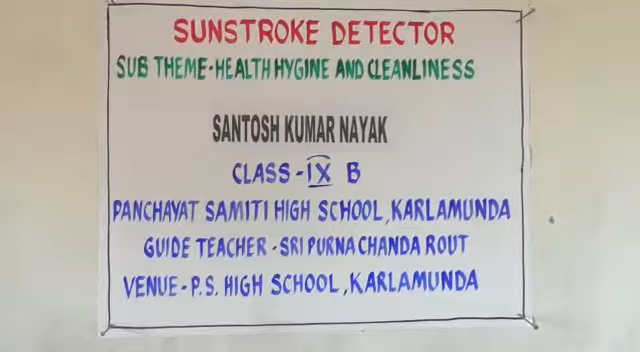 SUNSTROKE DETECTOR
SUB THEME-HEALTH HYGINE AND CLEANLINESS
SANTOSH KUMAR NAYAK
CLASS-IX B
PANCHAYAT SAMITI HIGH SCHOOL, KARLAMUNDA
GUIDE TEACHER - SRI PURNA CHANDA ROUT
VENUE-P.S. HIGH SCHOOL, KARLAMUNDA